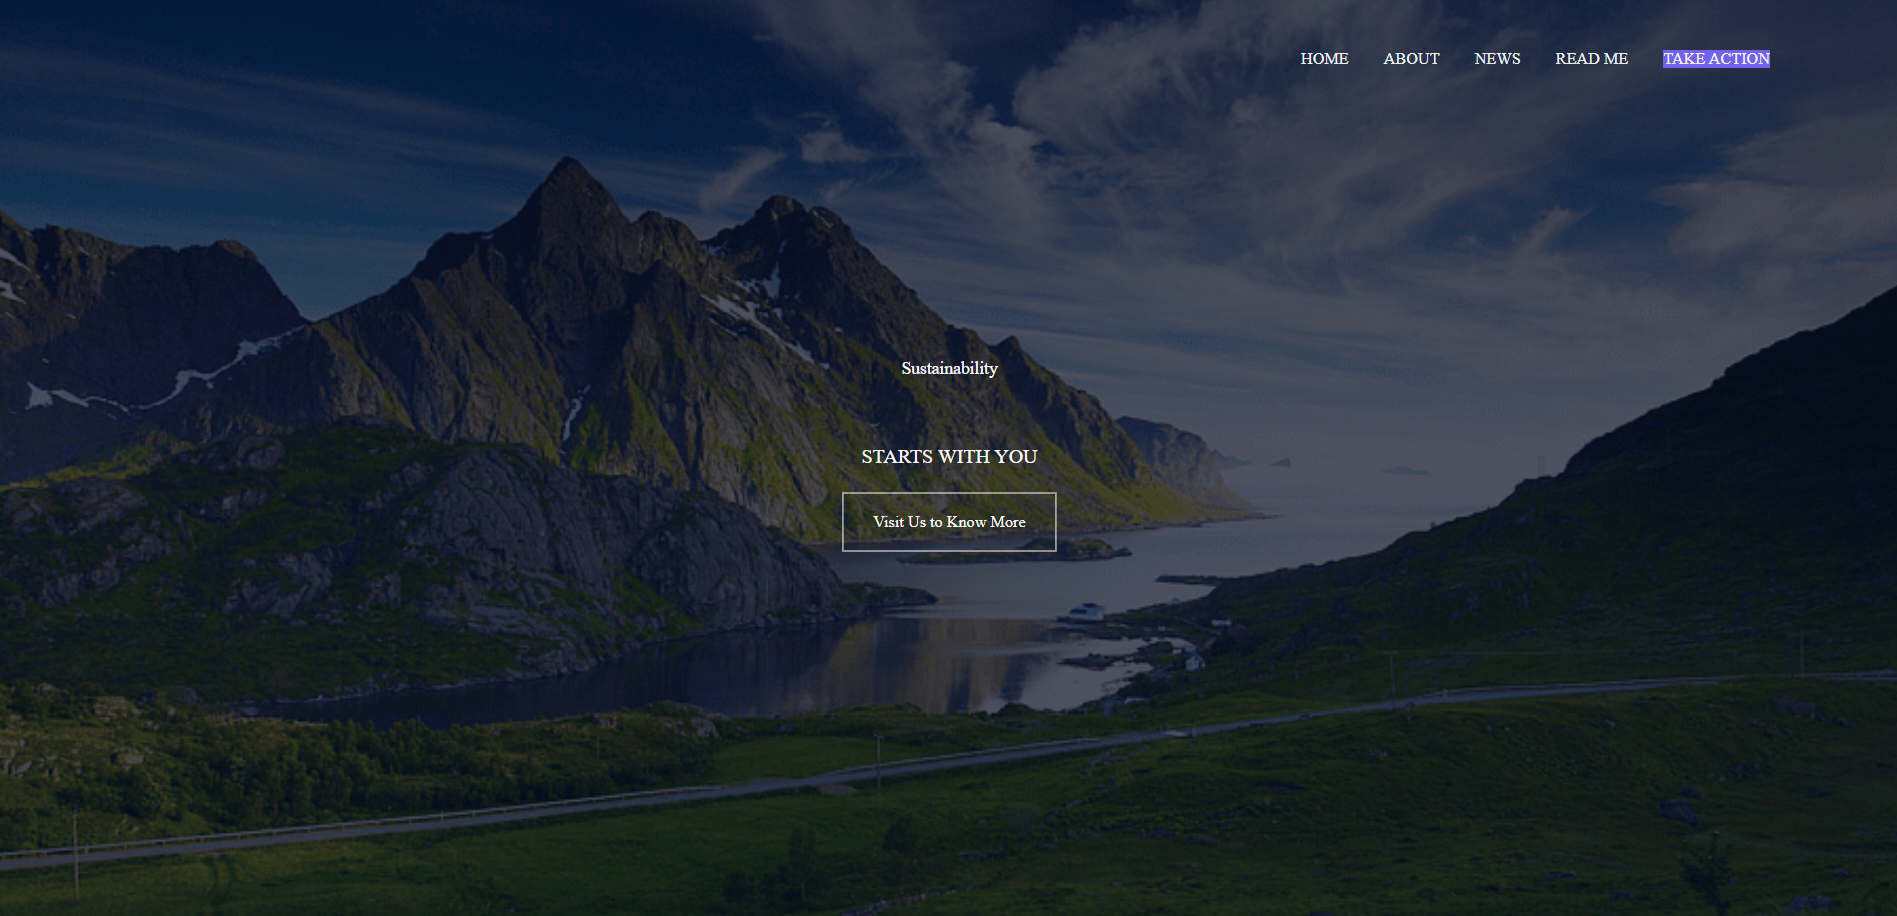 HOME ABOUT NEWS READ ME TAKE ACTION
Sustainability
STARTS WITH YOU
Visit Us to Know More